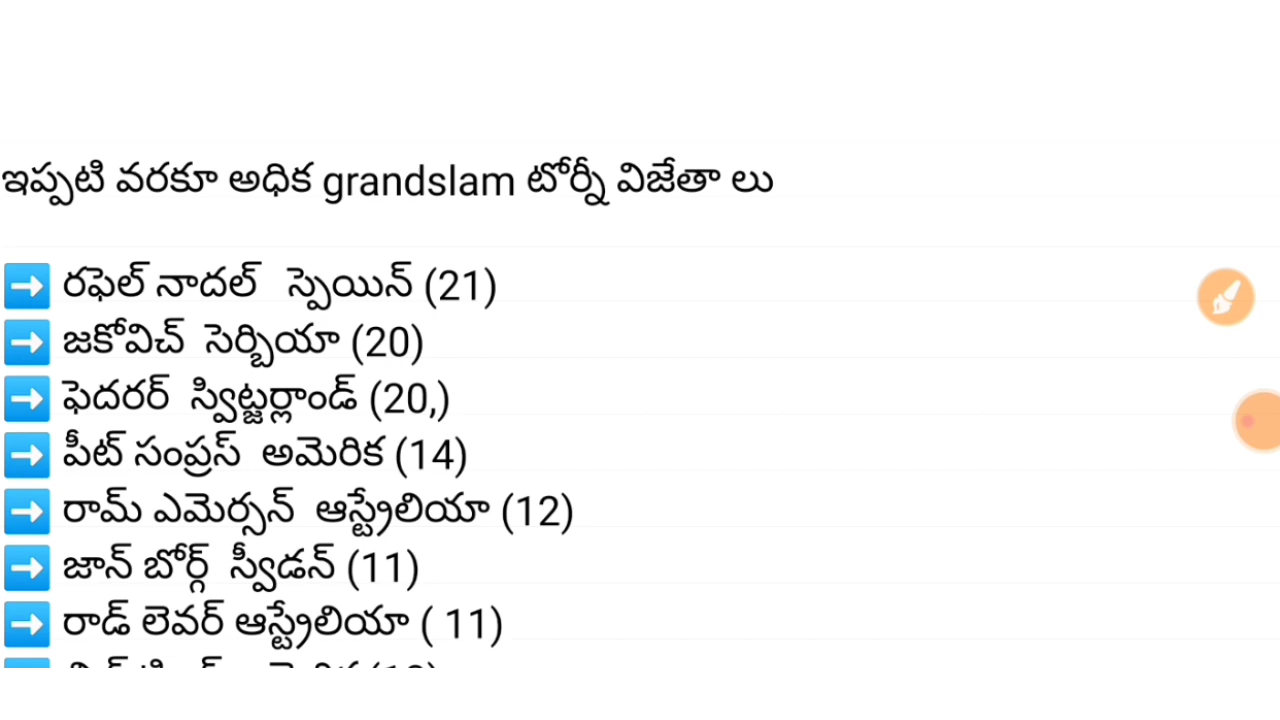 ఇప్పటి వరకూ అధిక grandslam టోర్నీ విజేతా లు
➡ రఫెల్ నాదల్ స్పెయిన్ (21)
➡ జకోవిచ్ సెర్బియా (20)
➡ ఫెదరర్ స్విట్జర్లాండ్ (20,)
➡ పీట్ సంప్రస్ అమెరిక (14)
➡ రామ్ ఎమెర్సన్ ఆస్ట్రేలియా (12)
➡ జాన్ బోర్గ్ స్వీడన్ (11)
➡ రాడ్ లెవర్ ఆస్ట్రేలియా ( 11)